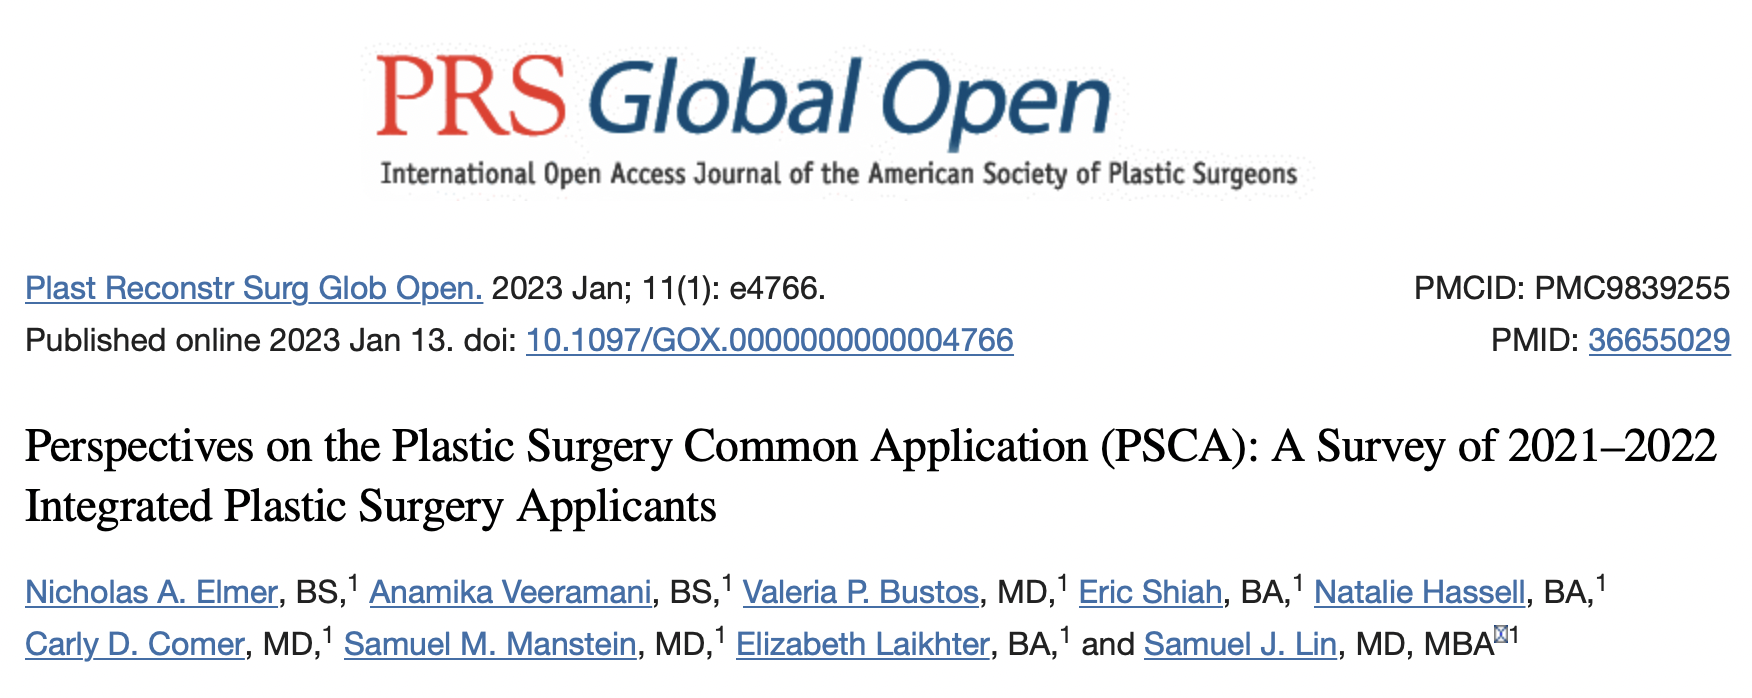 PRS Global Open
International Open Access Journal of the American Society of Plastic Surgeons
Plast Reconstr Surg Glob Open. 2023 Jan; 11(1): e4766.
PMCID: PMC9839255
Published online 2023 Jan 13. doi: 10.1097/GOX.0000000000004766
PMID: 36655029
Perspectives on the Plastic Surgery Common Application (PSCA): A Survey of 2021–2022
Integrated Plastic Surgery Applicants
Nicholas A. Elmer, BS,1 Anamika Veeramani, BS,1 Valeria P. Bustos, MD,1 Eric Shiah, BA,1 Natalie Hassell, BA,1
Carly D. Comer, MD,1 Samuel M. Manstein, MD,1 Elizabeth Laikhter, BA,1 and Samuel J. Lin, MD, MBA1